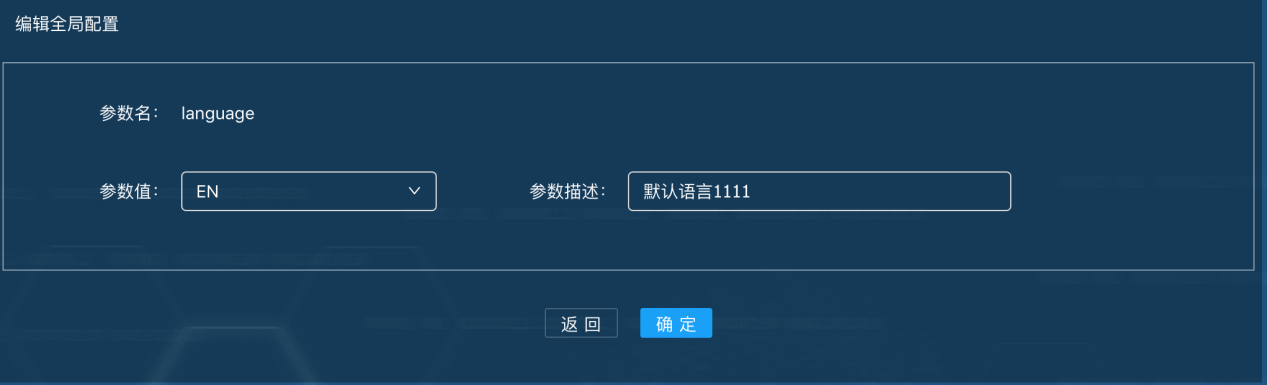 编辑全局配置
参数名： language
参数值： EN 参数描述： 默认语言1111
返 回 确 定